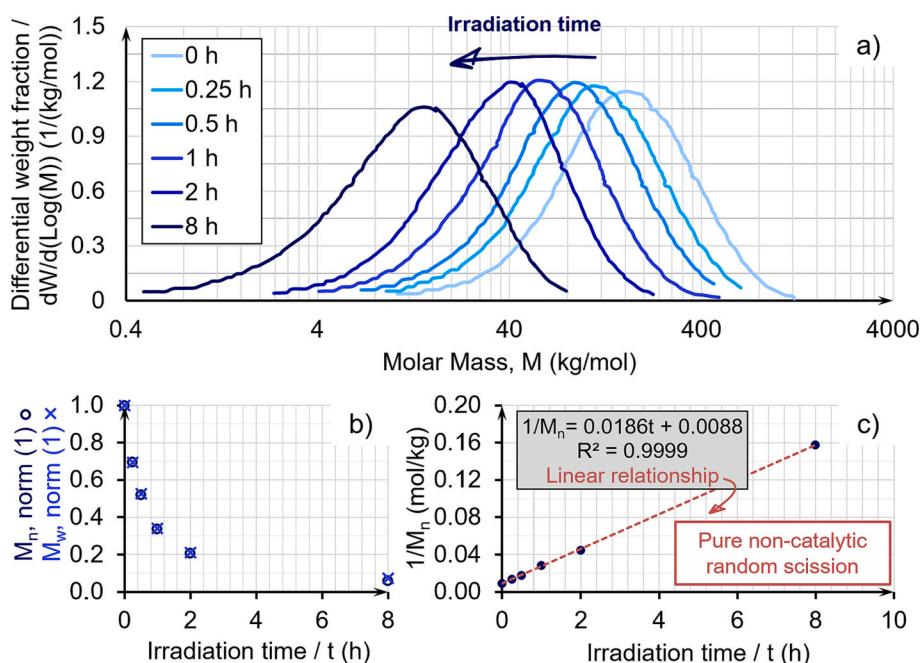 Differential weight fraction /
dW/d(Log(M)) (1/(kg/mol))
1.5
1.2
0.9
0.6
0.3
0
Irradiation time
a)
0 h
0.25 h
0.5 h
1 h
2 h
8 h
0.4
4
40
400
4000
Molar Mass, M (kg/mol)
Mn, norm (1) o
Mw, norm (1) ×
1.0
0.8
0.6
0.4
0.2
0.0
b)
0
2
4
6
8
Irradiation time / t (h)
1/Mn (mol/kg)
0.20
0.16
0.12
0.08
0.04
0.00
c)
1/Mn= 0.0186t + 0.0088
R² = 0.9999
Linear relationship
Pure non-catalytic
random scission
0
2
4
6
8
10
Irradiation time / t (h)